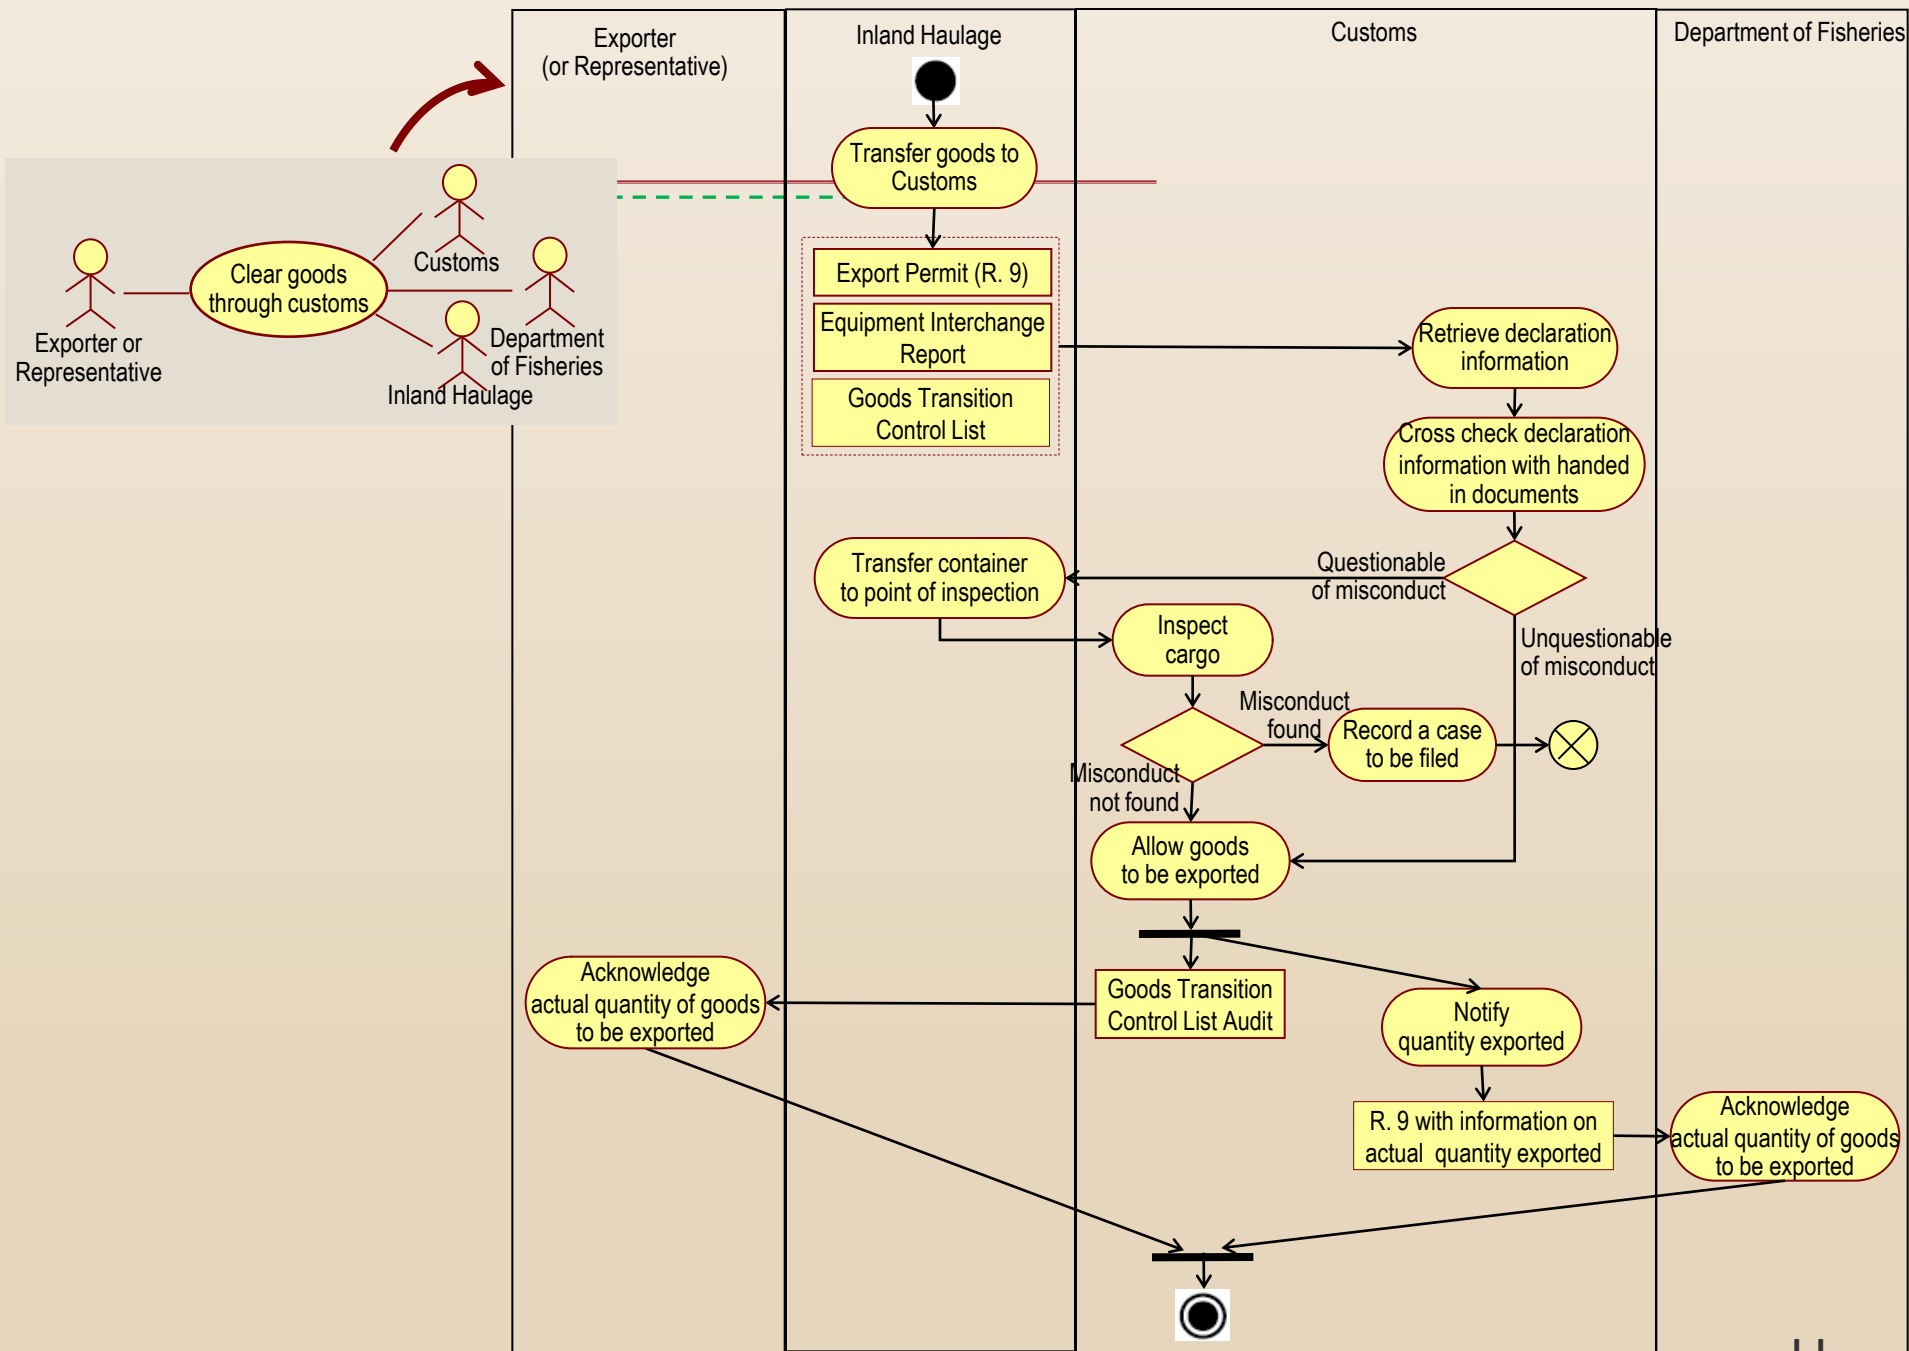 Exporter
(or Representative)
Inland Haulage
Customs
Department of Fisheries
Clear goods
through customs
Customs
Exporter or
Representative
Department
of Fisheries
Inland Haulage
Transfer goods to
Customs
Export Permit (R. 9)
Equipment Interchange
Report
Goods Transition
Control List
Retrieve declaration
information
Cross check declaration
information with handed
in documents
Questionable
of misconduct
Transfer container
to point of inspection
Unquestionable
of misconduct
Inspect
cargo
Misconduct
found
Record a case
to be filed
Misconduct
not found
Allow goods
to be exported
Goods Transition
Control List Audit
Acknowledge
actual quantity of goods
to be exported
Notify
quantity exported
R. 9 with information on
actual quantity exported
Acknowledge
actual quantity of goods
to be exported